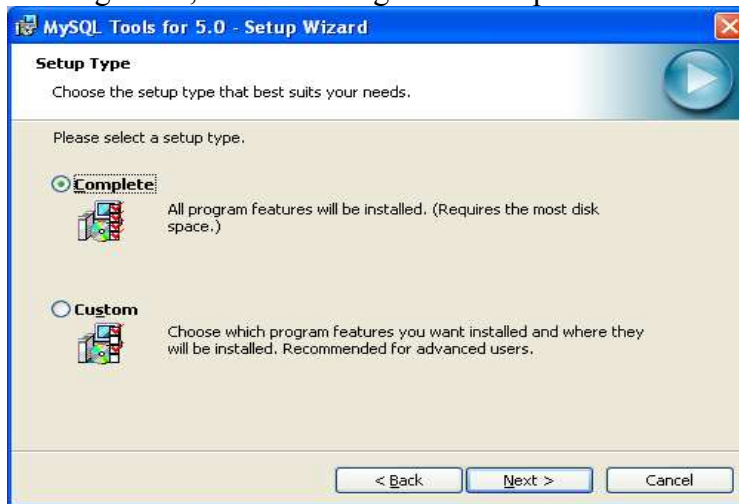 MySQL Tools for 5.0 - Setup Wizard
Setup Type
Choose the setup type that best suits your needs.
Please select a setup type.
Complete
All program features will be installed. (Requires the most disk
space.)
Custom
Choose which program features you want installed and where they
will be installed. Recommended for advanced users.
< Back Next > Cancel